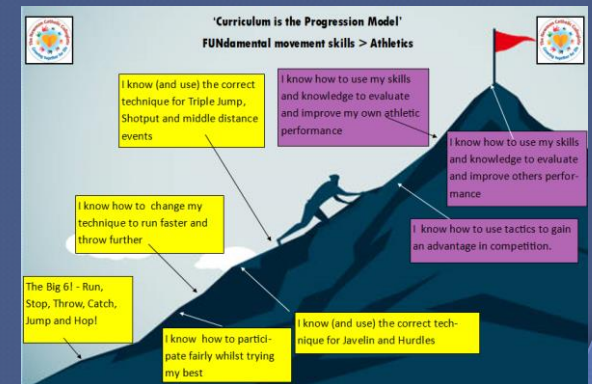 'Curriculum is the Progression Model'
FUNdamental movement skills > Athletics
I know (and use) the correct
technique for Triple Jump,
Shotput and middle distance
events
I know how to use my skills
and knowledge to evaluate
and improve my own athletic
performance
I know how to use my skills
and knowledge to evaluate
and improve others perfor-
mance
I know how to change my
technique to run faster and
throw further
I know how to use tactics to gain
an advantage in competition.
The Big 6! - Run,
Stop, Throw, Catch,
Jump and Hop!
I know how to partici-
pate fairly whilst trying
my best
I know (and use) the correct tech-
nique for Javelin and Hurdles